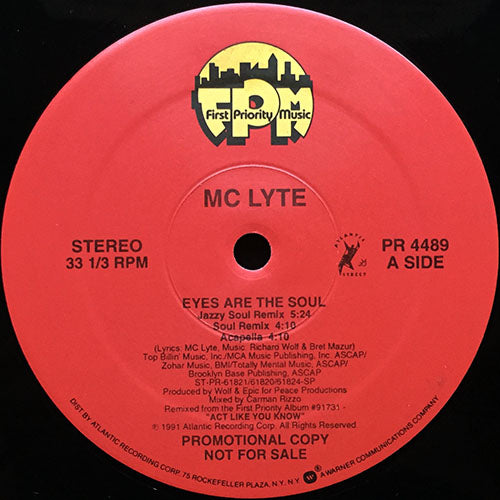 FPM
First Priority Music
MC LYTE
STEREO
33 1/3 RPM
PR 4489
A SIDE
ATLANTIC
STREET
EYES ARE THE SOUL
Jazzy Soul Remix 5:24
Soul Remix 4:10
Acapella 4:10
(Lyrics: MC Lyte, Music: Richard Wolf & Bret Mazur)
Top Billin' Music, Inc./MCA Music Publishing, Inc. ASCAP/
Zohar Music, BMI/Totally Mental Music, ASCAP/
Brooklyn Base Publishing, ASCAP
ST-PR-61821/61820/61824-SP
Produced by Wolf & Epic for Peace Productions
Mixed by Carman Rizzo
Remixed from the First Priority Album #91731 -
"ACT LIKE YOU KNOW"
℗ 1991 Atlantic Recording Corp. All Rights Reserved.
PROMOTIONAL COPY
NOT FOR SALE
DIST BY ATLANTIC RECORDING CORP. 75 ROCKEFELLER PLAZA, N.Y. N.Y. W A WARNER COMMUNICATIONS COMPANY